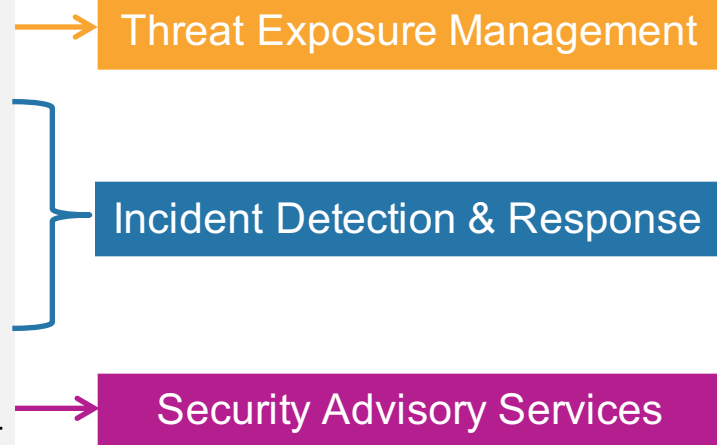 Threat Exposure Management
Incident Detection & Response
Security Advisory Services